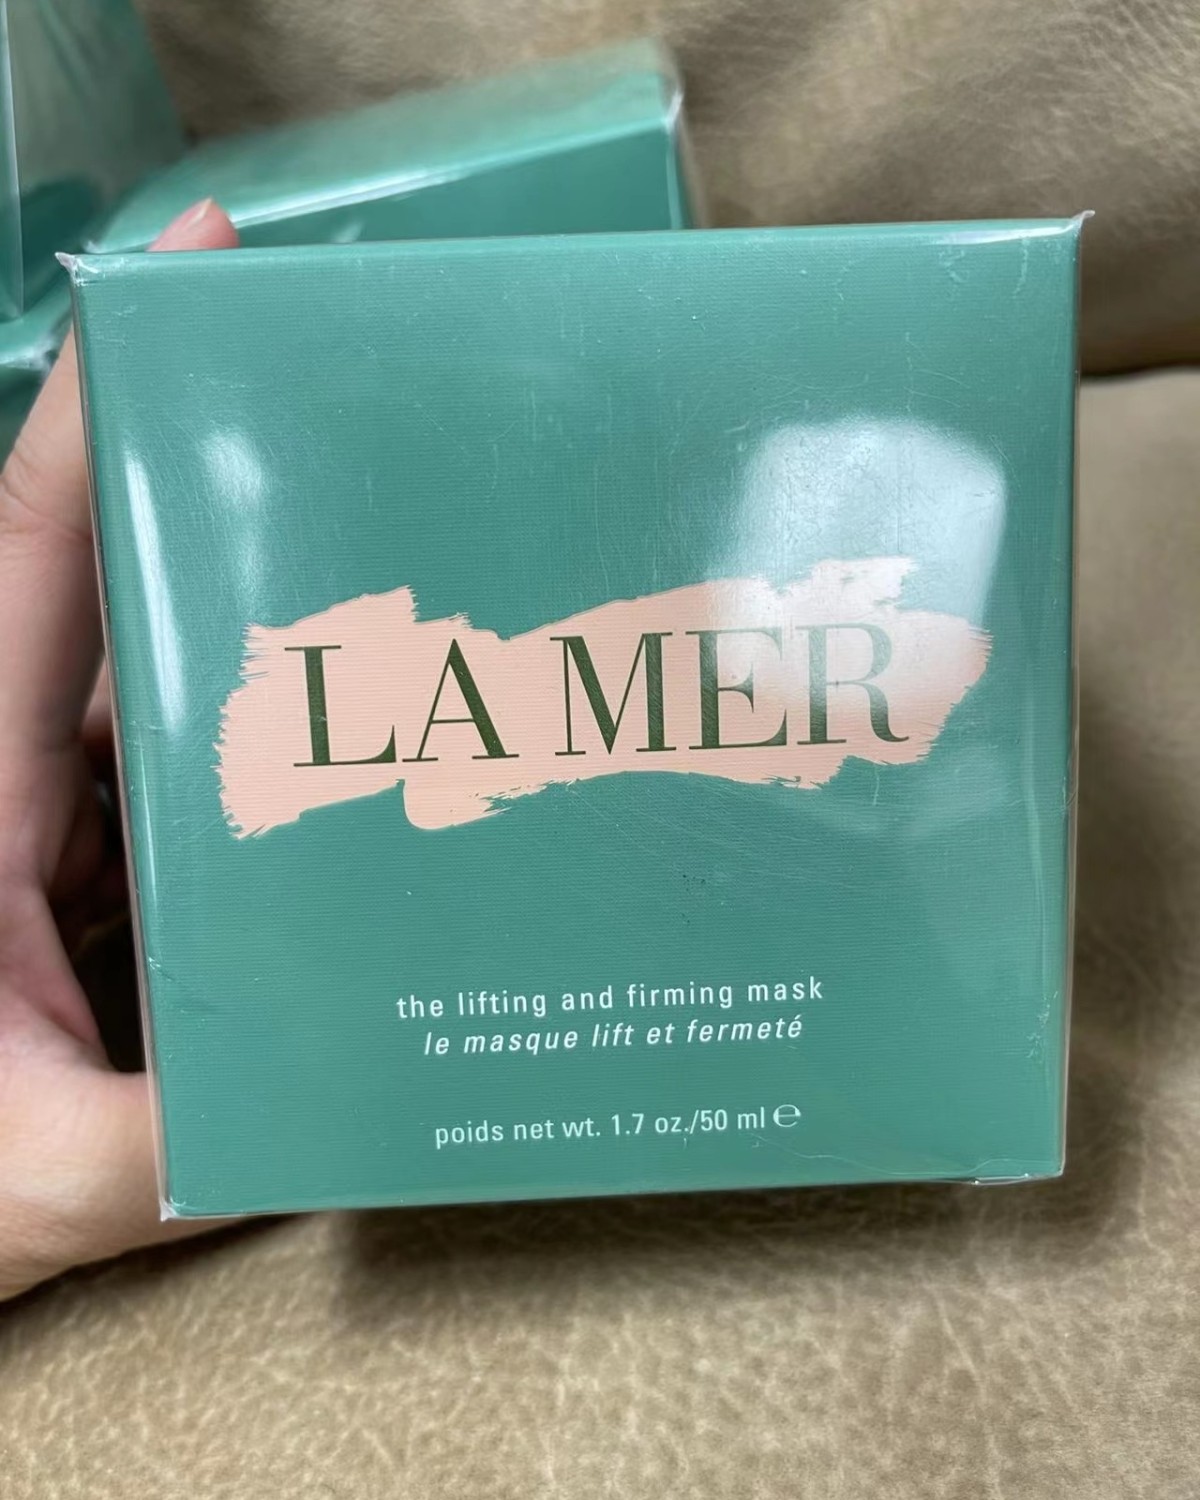 LA MER
the lifting and firming mask
le masque lift et fermeté
poids net wt. 1.7 oz./50 ml ℮